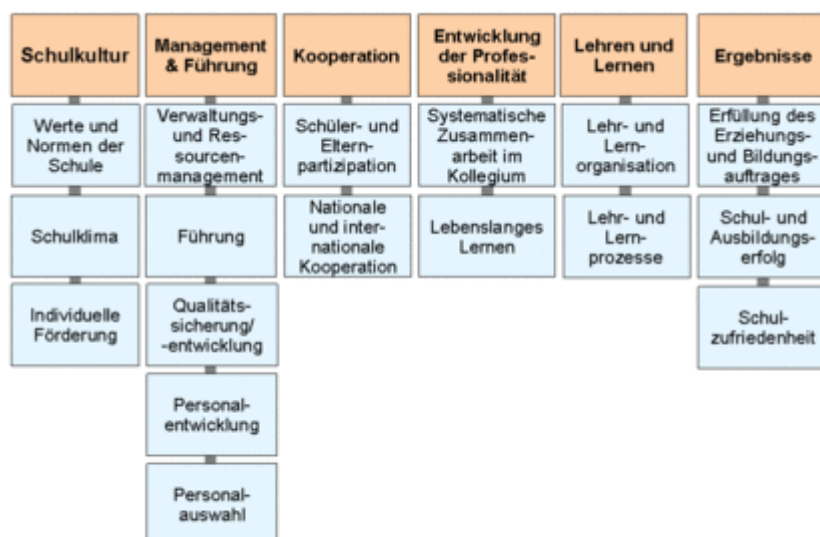 Schulkultur
Werte und
Normen der
Schule
Schulklima
Individuelle
Förderung
Management
& Führung
Verwaltungs-
und Res-
sourcen-
management
Führung
Qualitäts-
sicherung/
-entwicklung
Personal-
entwicklung
Personal-
auswahl
Kooperation
Schüler- und
Eltern-
partizipation
Nationale
und inter-
nationale
Kooperation
Entwicklung
der Profes-
sionalität
Systematische
Zusammen-
arbeit im
Kollegium
Lebenslanges
Lernen
Lehren und
Lernen
Lehr- und
Lern-
organisation
Lehr- und
Lern-
prozesse
Ergebnisse
Erfüllung des
Erziehungs-
und Bildungs-
auftrages
Schul- und
Ausbildungs-
erfolg
Schul-
zufriedenheit